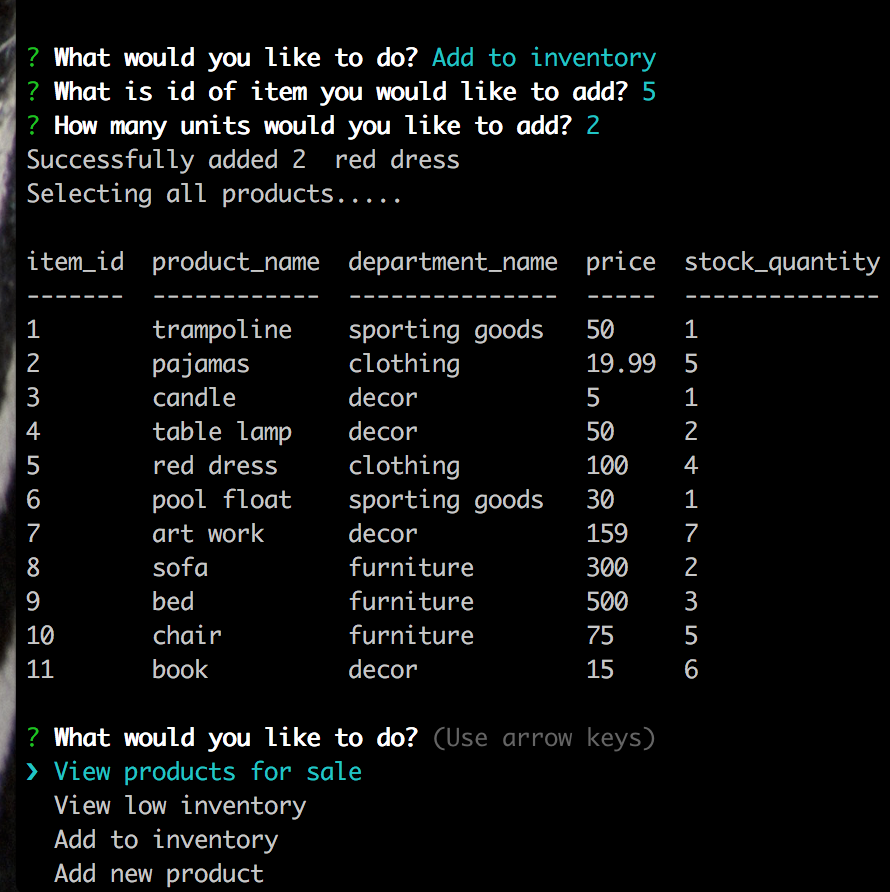 ? What would you like to do? Add to inventory
? What is id of item you would like to add? 5
? How many units would you like to add? 2
Successfully added 2  red dress
Selecting all products.....
item_id  product_name  department_name  price  stock_quantity
-------  ------------  ---------------  -----  --------------
1        trampoline    sporting goods   50     1
2        pajamas       clothing         19.99  5
3        candle        decor            5      1
4        table lamp    decor            50     2
5        red dress     clothing         100    4
6        pool float    sporting goods   30     1
7        art work      decor            159    7
8        sofa          furniture        300    2
9        bed           furniture        500    3
10       chair         furniture        75     5
11       book          decor            15     6
? What would you like to do? (Use arrow keys)
❯ View products for sale
  View low inventory
  Add to inventory
  Add new product